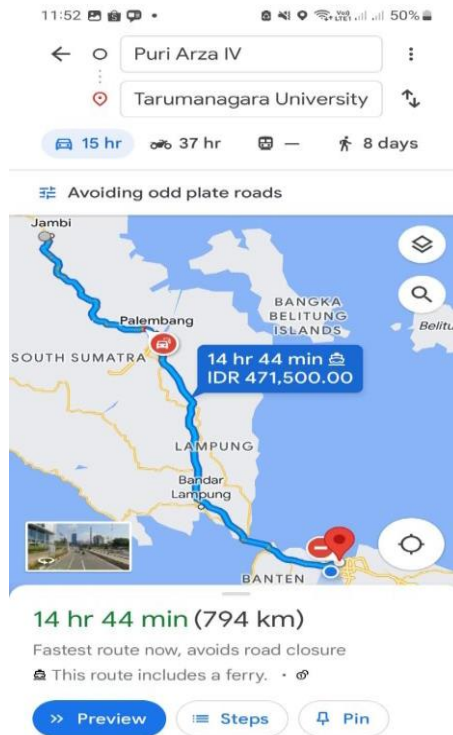 11:52
50%
Puri Arza IV
Tarumanagara University
15 hr
37 hr
—
8 days
Avoiding odd plate roads
Jambi
BANGKA
BELITUNG
ISLANDS
Belitu
Palembang
SOUTH SUMATRA
14 hr 44 min
IDR 471,500.00
LAMPUNG
Bandar
Lampung
BANTEN
14 hr 44 min (794 km)
Fastest route now, avoids road closure
This route includes a ferry. •
Preview
Steps
Pin